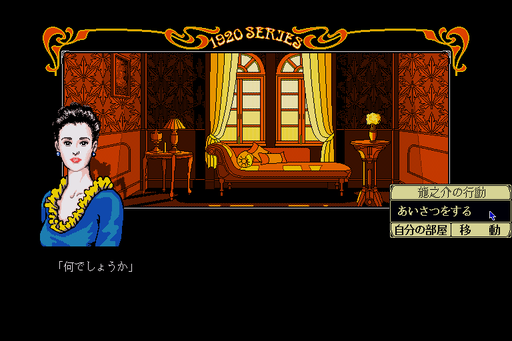 1920 SERIES
龍之介の行動
あいさつをする
自分の部屋 移 動
「何でしょうか」